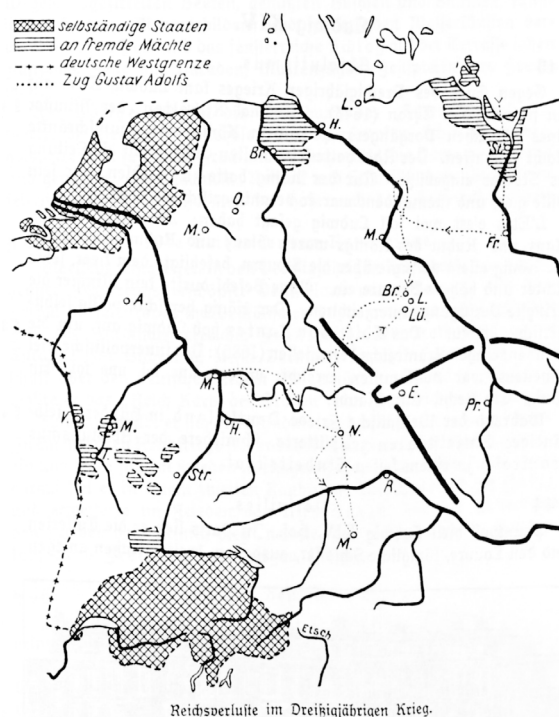 selbständige Staaten
an fremde Mächte
deutsche Westgrenze
Zug Gustav Adolfs
L.
H.
Br.
St.
O.
M.
M.
Fr.
Br.
L.
A.
Lü.
M.
E.
Pr.
V.
M.
H.
N.
T.
Str.
R.
M.
Etsch
Reichsverluste im Dreißigjährigen Krieg.